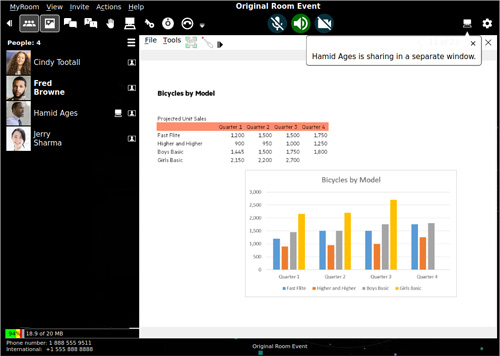 Original Room Event
MyRoom View Invite Actions Help
People: 4
Cindy Tootall
Fred
Browne
Hamid Ages
Jerry
Sharma
File Tools
Hamid Ages is sharing in a separate window.
Bicycles by Model
Projected Unit Sales
Quarter 1 Quarter 2 Quarter 3 Quarter 4
Fast Flite 1,200 1,500 1,500 1,750
Higher and Higher 900 950 1,000 1,250
Boys Basic 1,445 1,500 1,750 1,800
Girls Basic 2,150 2,200 2,700
Bicycles by Model
3,000
2,500
2,000
1,500
1,000
500
0
Quarter 1 Quarter 2 Quarter 3 Quarter 4
Fast Flite Higher and Higher Boys Basic Girls Basic
94% 18.9 of 20 MB
Phone number: 1 888 555 9511
International: +1 555 888 8888
Original Room Event